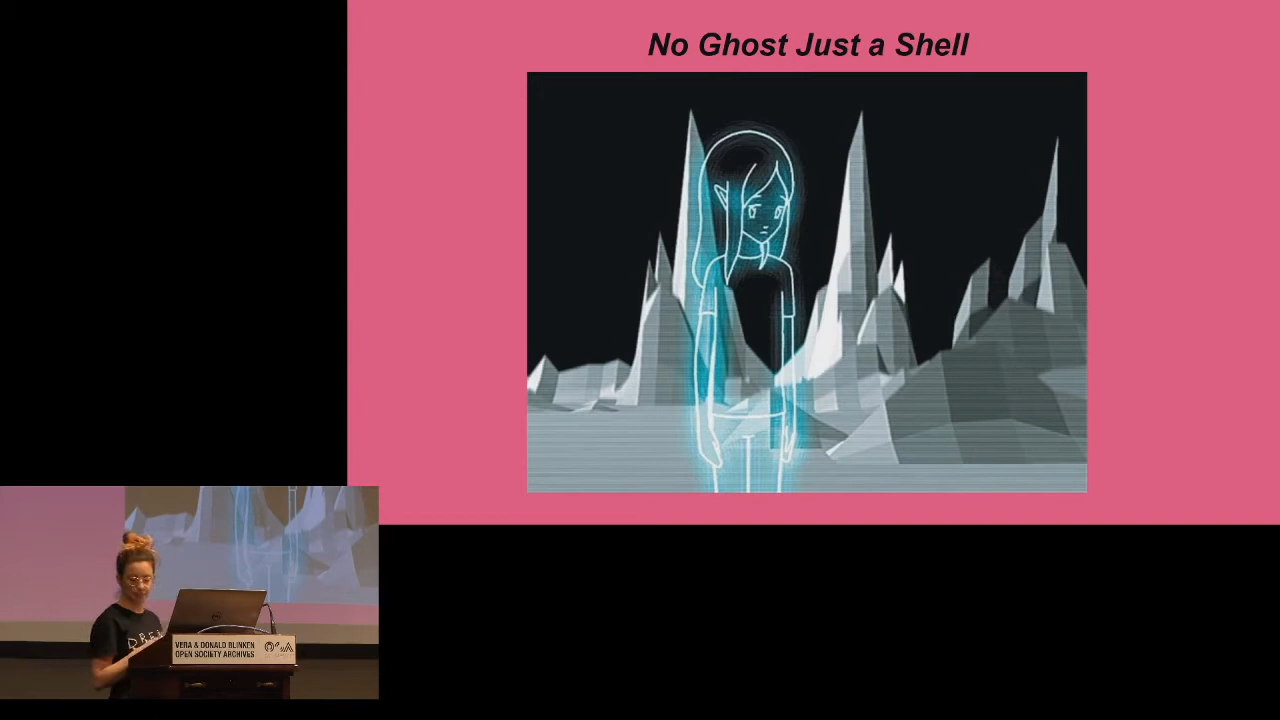 No Ghost Just a Shell
VERA & DONALD BLINKEN
OPEN SOCIETY ARCHIVES